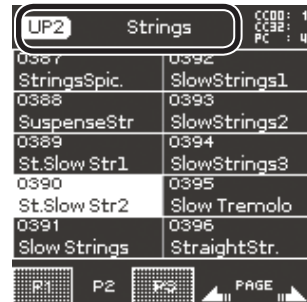 UP2 Strings
CC00: 1
CC32:
PC : 4
0387 0392
StringsSpic. SlowStrings1
0388 0393
SuspenseStr SlowStrings2
0389 0394
St.Slow Str1 SlowStrings3
0390 0395
St.Slow Str2 Slow Tremolo
0391 0396
Slow Strings StraightStr.
P1 P2 P3 PAGE